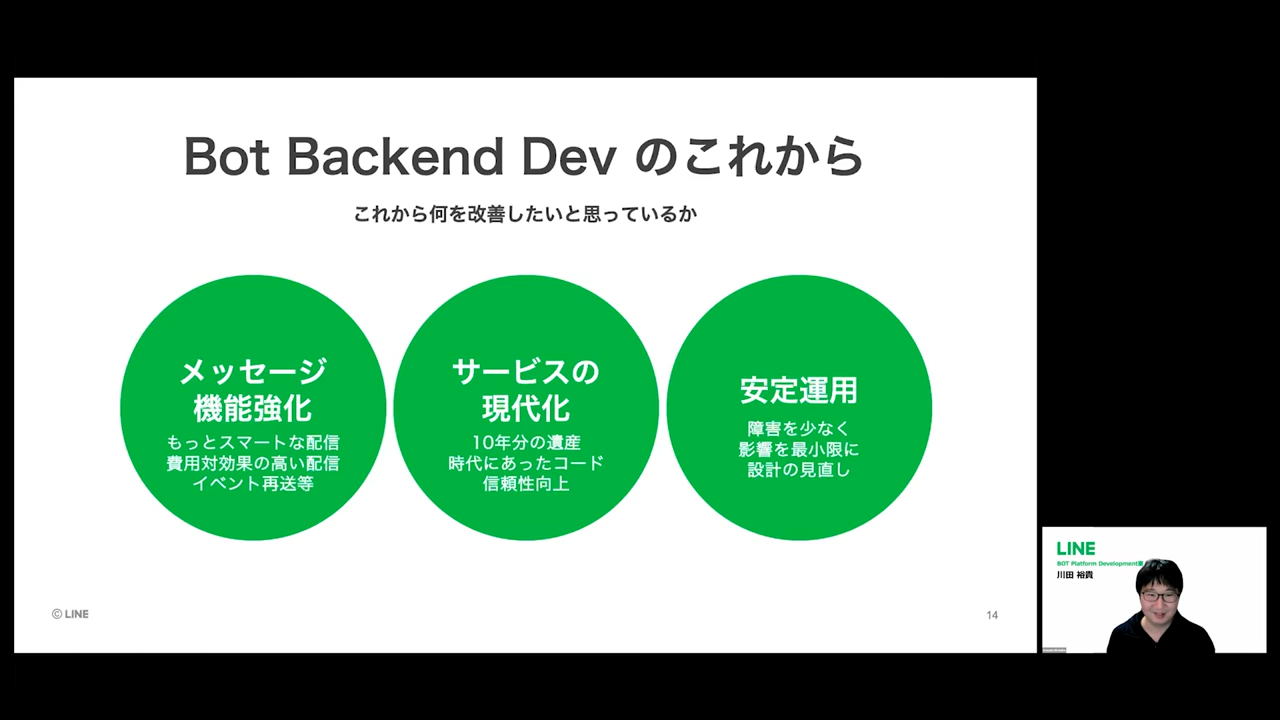 Bot Backend Dev のこれから
これから何を改善したいと思っているか
メッセージ
機能強化
もっとスマートな配信
費用対効果の高い配信
イベント再送等
サービスの
現代化
10年分の遺産
時代にあったコード
信頼性向上
安定運用
障害を少なく
影響を最小限に
設計の見直し
© LINE
14
LINE
BOT Platform Development室
川田 裕貴